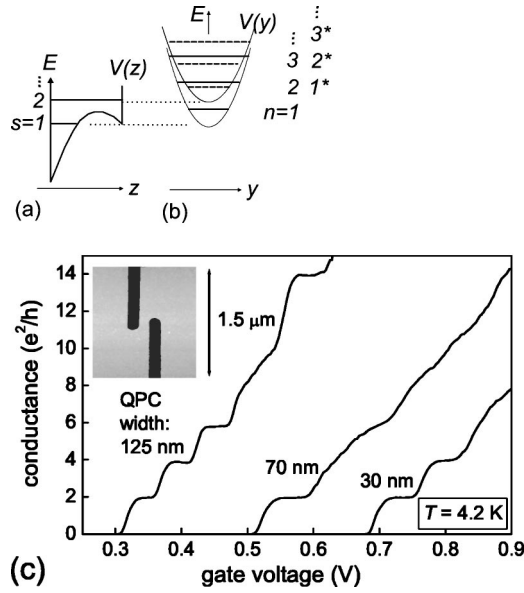 E V(y) ⋮
⋮ 3*
E V(z) 3 2*
⋮ 2 1*
2 n=1
s=1
z y
(a) (b)
14
12
10
8
6
4
2
0
conductance (e²/h)
1.5 μm
QPC
width:
125 nm
70 nm
30 nm
T = 4.2 K
0.3 0.4 0.5 0.6 0.7 0.8 0.9
gate voltage (V)
(c)